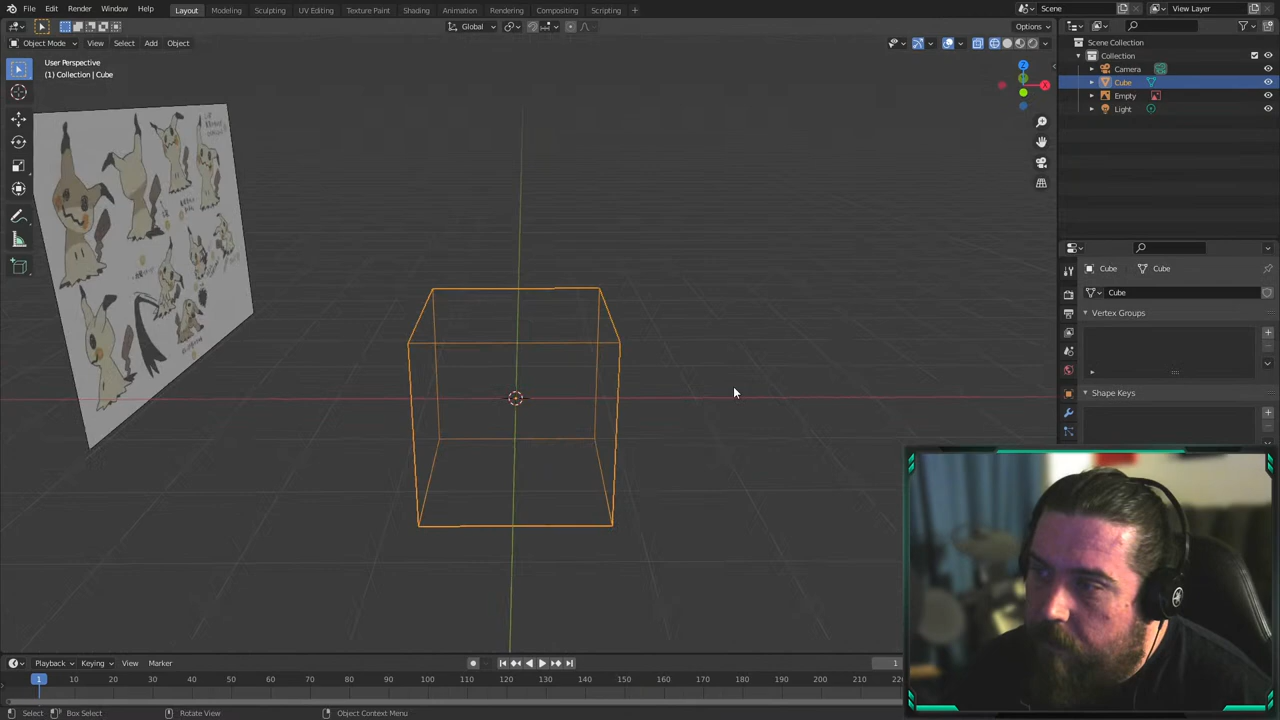 File Edit Render Window Help Layout Modeling Sculpting UV Editing Texture Paint Shading Animation Rendering Compositing Scripting + Scene View Layer
Global Options
Object Mode View Select Add Object
User Perspective
(1) Collection | Cube
Z
X
Scene Collection
Collection
Camera
Cube
Empty
Light
Cube Cube
Cube
Vertex Groups
Shape Keys
Playback Keying View Marker 1
1 10 20 30 40 50 60 70 80 90 100 110 120 130 140 150 160 170 180 190 200 210
Select Box Select Rotate View Object Context Menu